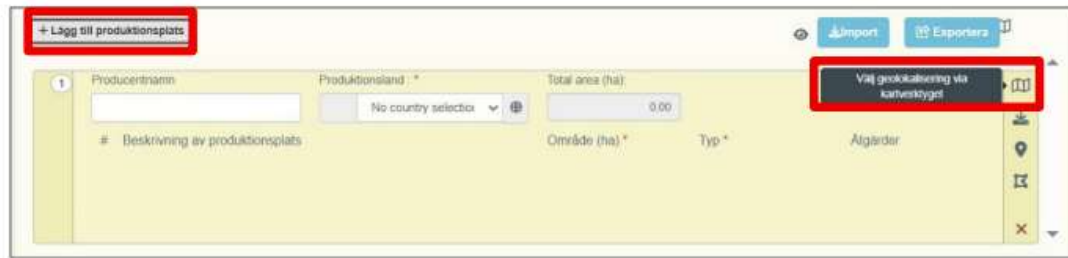 + Lägg till produktionsplats
Import
Exportera
1
Producentnamn
Produktionsland : *
Total area (ha):
Välj geolokalisering via
kartverktyget
No country selection
0.00
# Beskrivning av produktionsplats
Område (ha) *
Typ *
Åtgärder